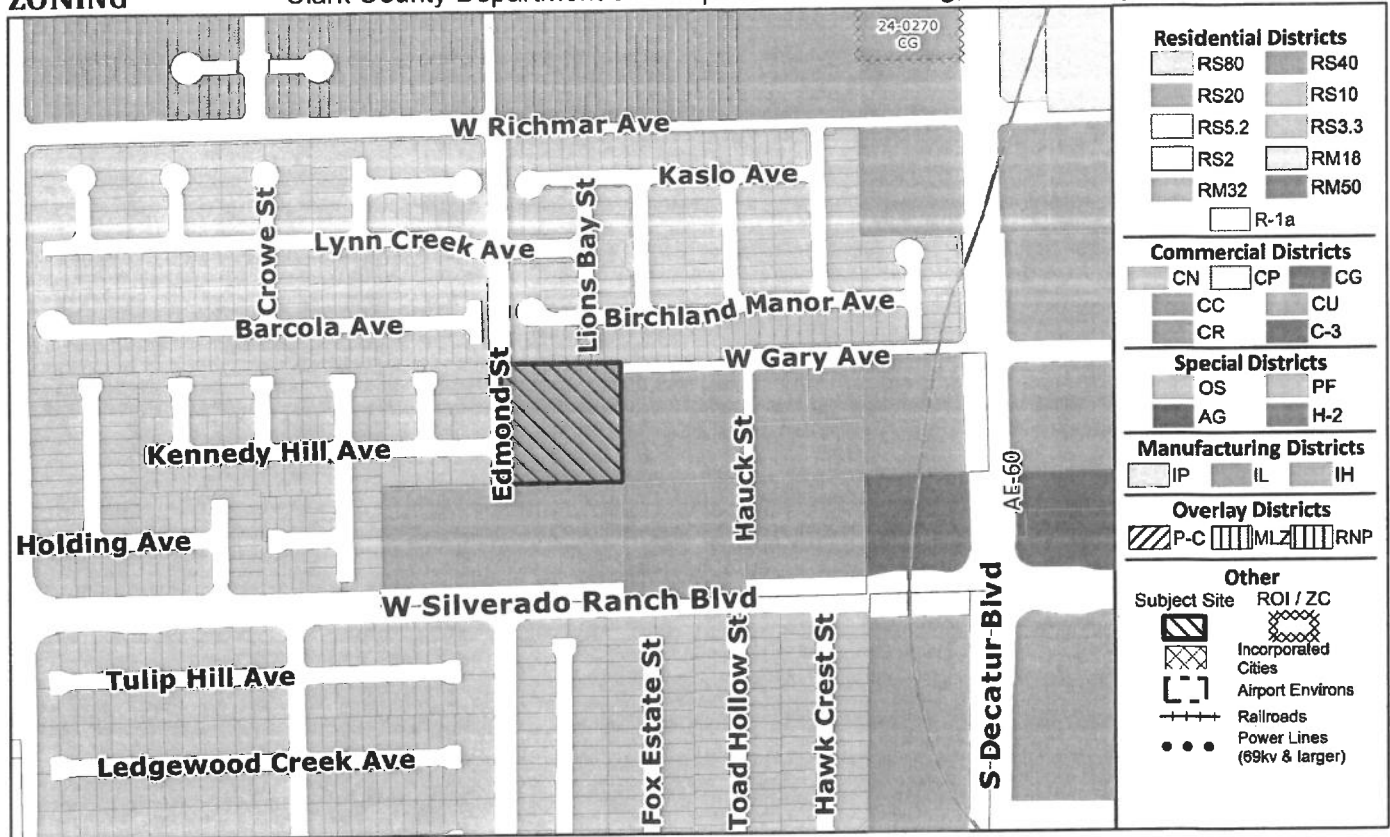 ZONING
24-0270
CG
W Richmar Ave
Kaslo Ave
Crowe St
Lions Bay St
Lynn Creek Ave
Barcola Ave
Birchland Manor Ave
W Gary Ave
Edmond St
Kennedy Hill Ave
Hauck St
AE-60
Holding Ave
W Silverado Ranch Blvd
S Decatur Blvd
Tulip Hill Ave
Fox Estate St
Toad Hollow St
Hawk Crest St
Ledgewood Creek Ave
Residential Districts
RS80 RS40
RS20 RS10
RS5.2 RS3.3
RS2 RM18
RM32 RM50
R-1a
Commercial Districts
CN CP CG
CC CU
CR C-3
Special Districts
OS PF
AG H-2
Manufacturing Districts
IP IL IH
Overlay Districts
P-C MLZ RNP
Other
Subject Site ROI / ZC
Incorporated
Cities
Airport Environs
Railroads
Power Lines
(69kv & larger)